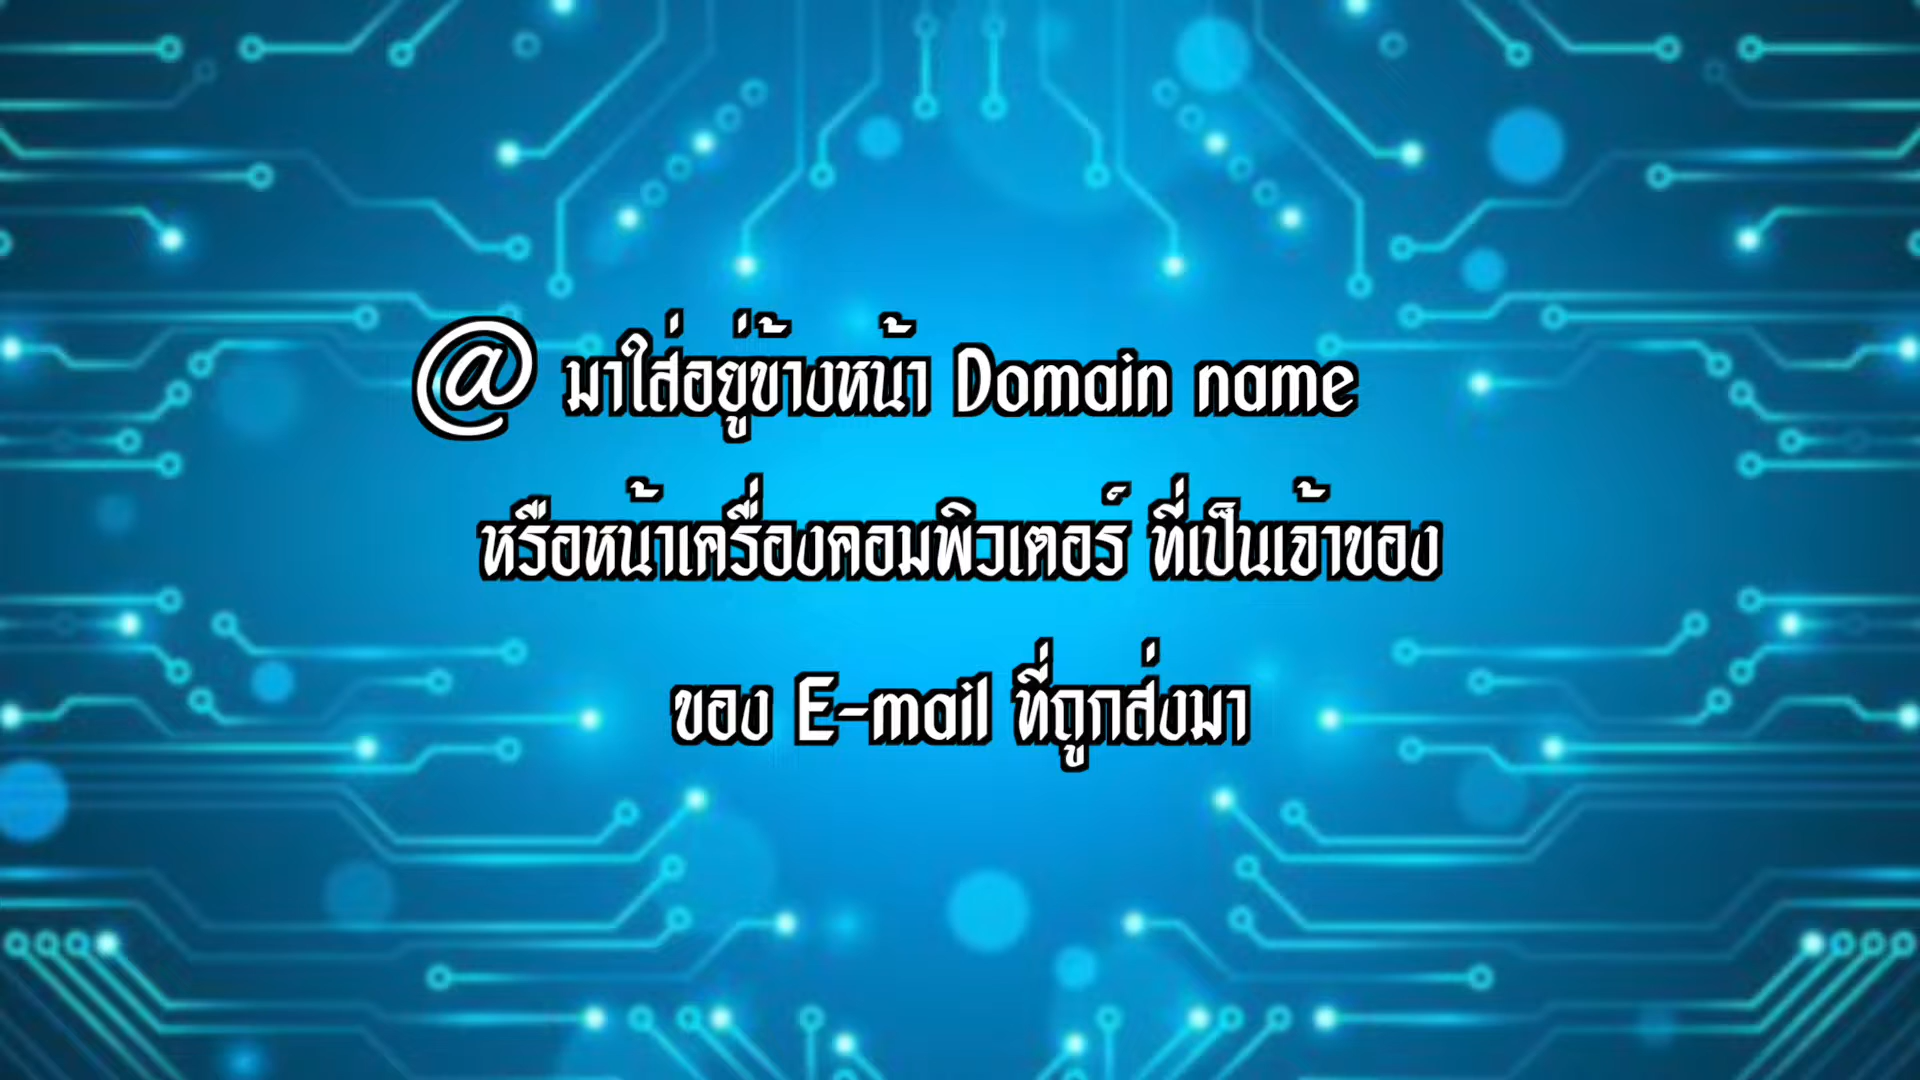 @ มาใส่อยู่ข้างหน้า Domain name
หรือหน้าเครื่องคอมพิวเตอร์ ที่เป็นเจ้าของ
ของ E-mail ที่ถูกส่งมา